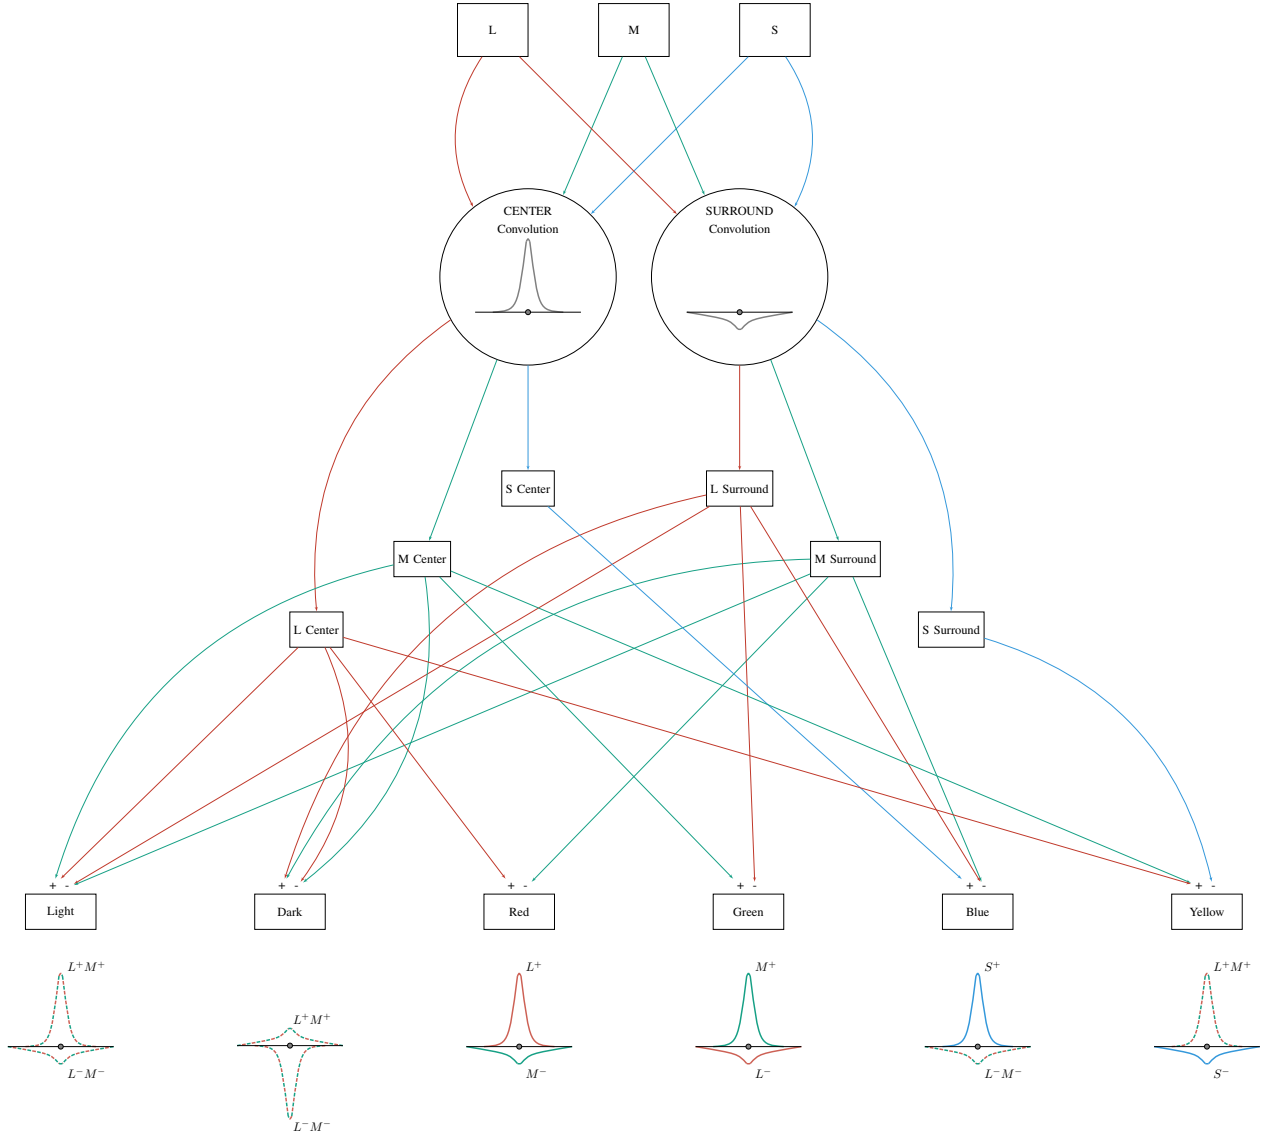 L
M
S
CENTER
Convolution
SURROUND
Convolution
S Center
L Surround
M Center
M Surround
L Center
S Surround
+ -
+ -
+ -
+ -
+ -
+ -
Light
Dark
Red
Green
Blue
Yellow
L⁺M⁺
L⁺
M⁺
S⁺
L⁺M⁺
L⁺M⁺
L⁻M⁻
M⁻
L⁻
L⁻M⁻
S⁻
L⁻M⁻